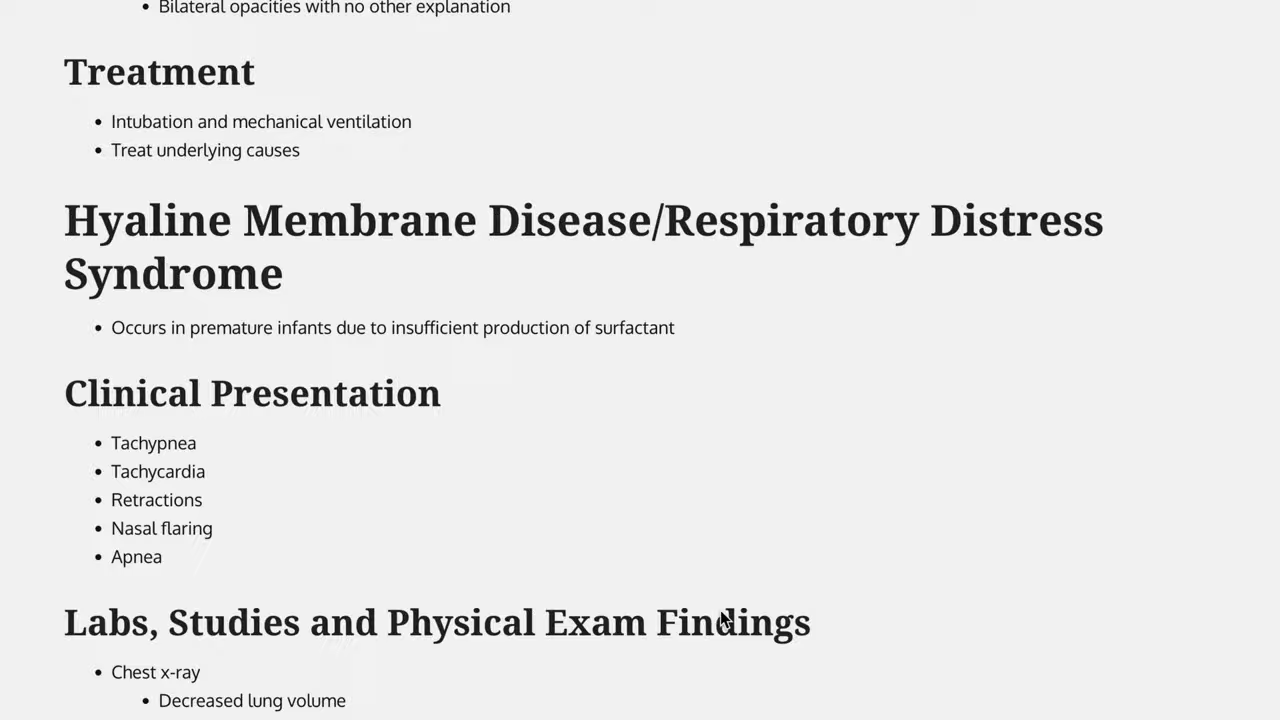 Bilateral opacities with no other explanation
Treatment
Intubation and mechanical ventilation
Treat underlying causes
Hyaline Membrane Disease/Respiratory Distress
Syndrome
Occurs in premature infants due to insufficient production of surfactant
Clinical Presentation
Tachypnea
Tachycardia
Retractions
Nasal flaring
Apnea
Labs, Studies and Physical Exam Findings
Chest x-ray
Decreased lung volume